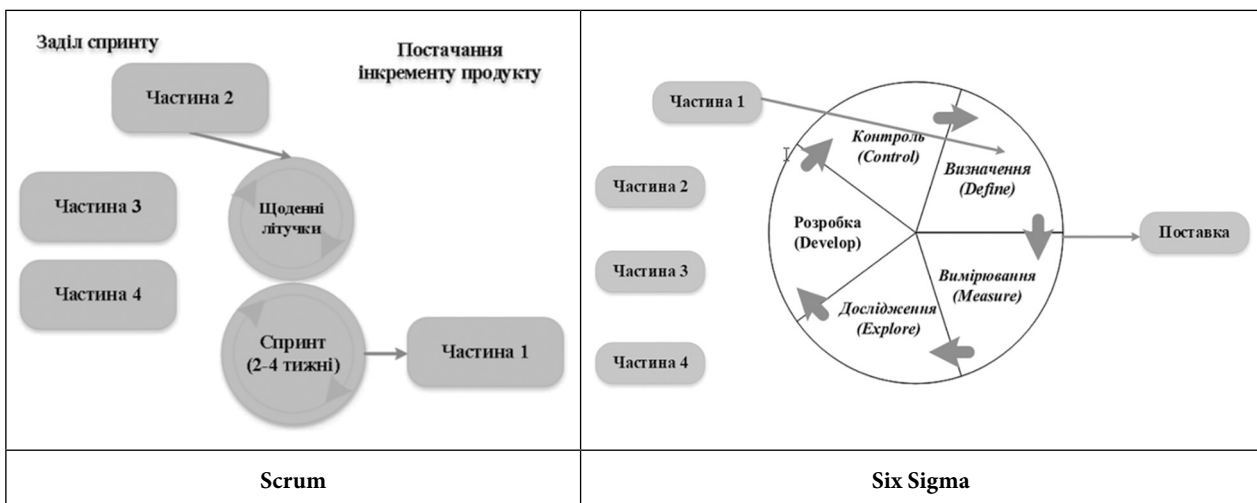 Заділ спринту
Постачання
інкременту продукту
Частина 2
Частина 3
Частина 4
Щоденні
літучки
Спринт
(2-4 тижні)
Частина 1
Scrum
Частина 1
Частина 2
Частина 3
Частина 4
Контроль
(Control)
Визначення
(Define)
Розробка
(Develop)
Вимірювання
(Measure)
Дослідження
(Explore)
Поставка
Six Sigma